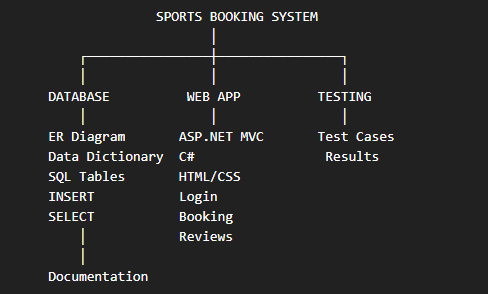 SPORTS BOOKING SYSTEM
DATABASE WEB APP TESTING
ER Diagram ASP.NET MVC Test Cases
Data Dictionary C# Results
SQL Tables HTML/CSS
INSERT Login
SELECT Booking
Reviews
Documentation